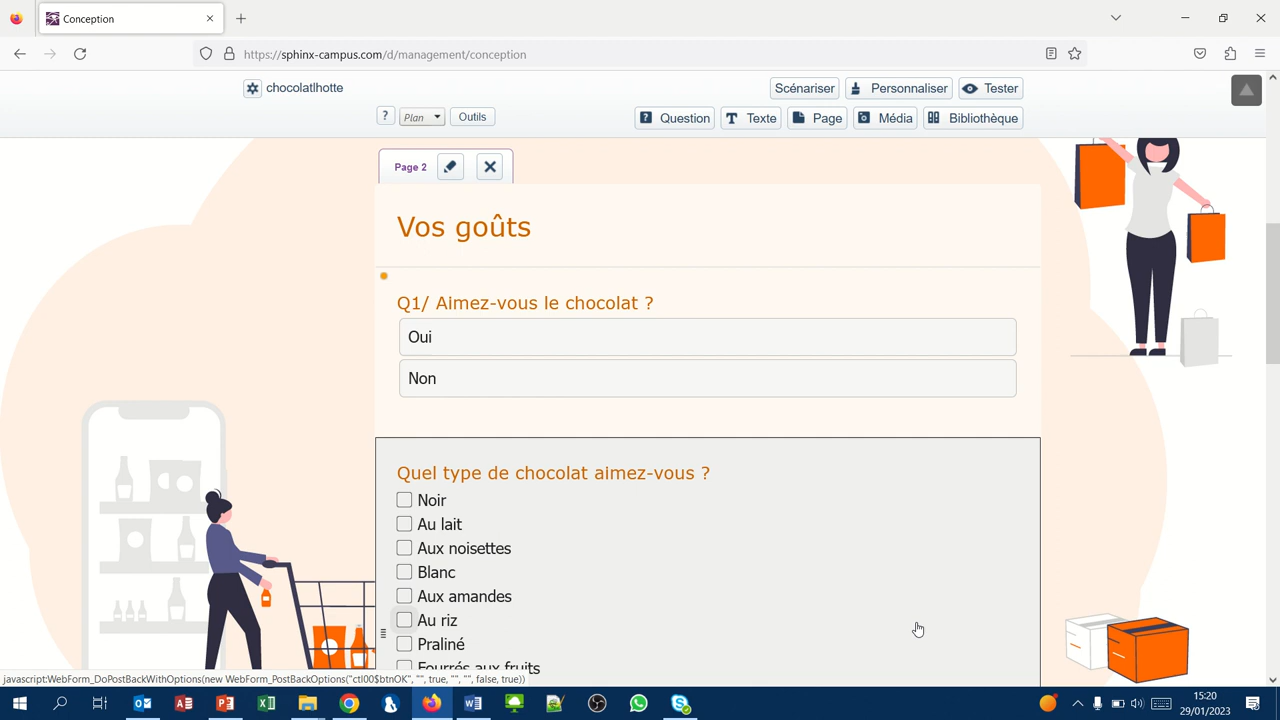 Conception
https://sphinx-campus.com/d/management/conception
chocolatlhotte
Scénariser
Personnaliser
Tester
?
Plan
Outils
Question
Texte
Page
Média
Bibliothèque
Page 2
Vos goûts
Q1/ Aimez-vous le chocolat ?
Oui
Non
Quel type de chocolat aimez-vous ?
Noir
Au lait
Aux noisettes
Blanc
Aux amandes
Au riz
Praliné
Fourrés aux fruits
javascript:WebForm_DoPostBackWithOptions(new WebForm_PostBackOptions("ctl00$btnOK", "", true, "", "", false, true))
15:20
29/01/2023